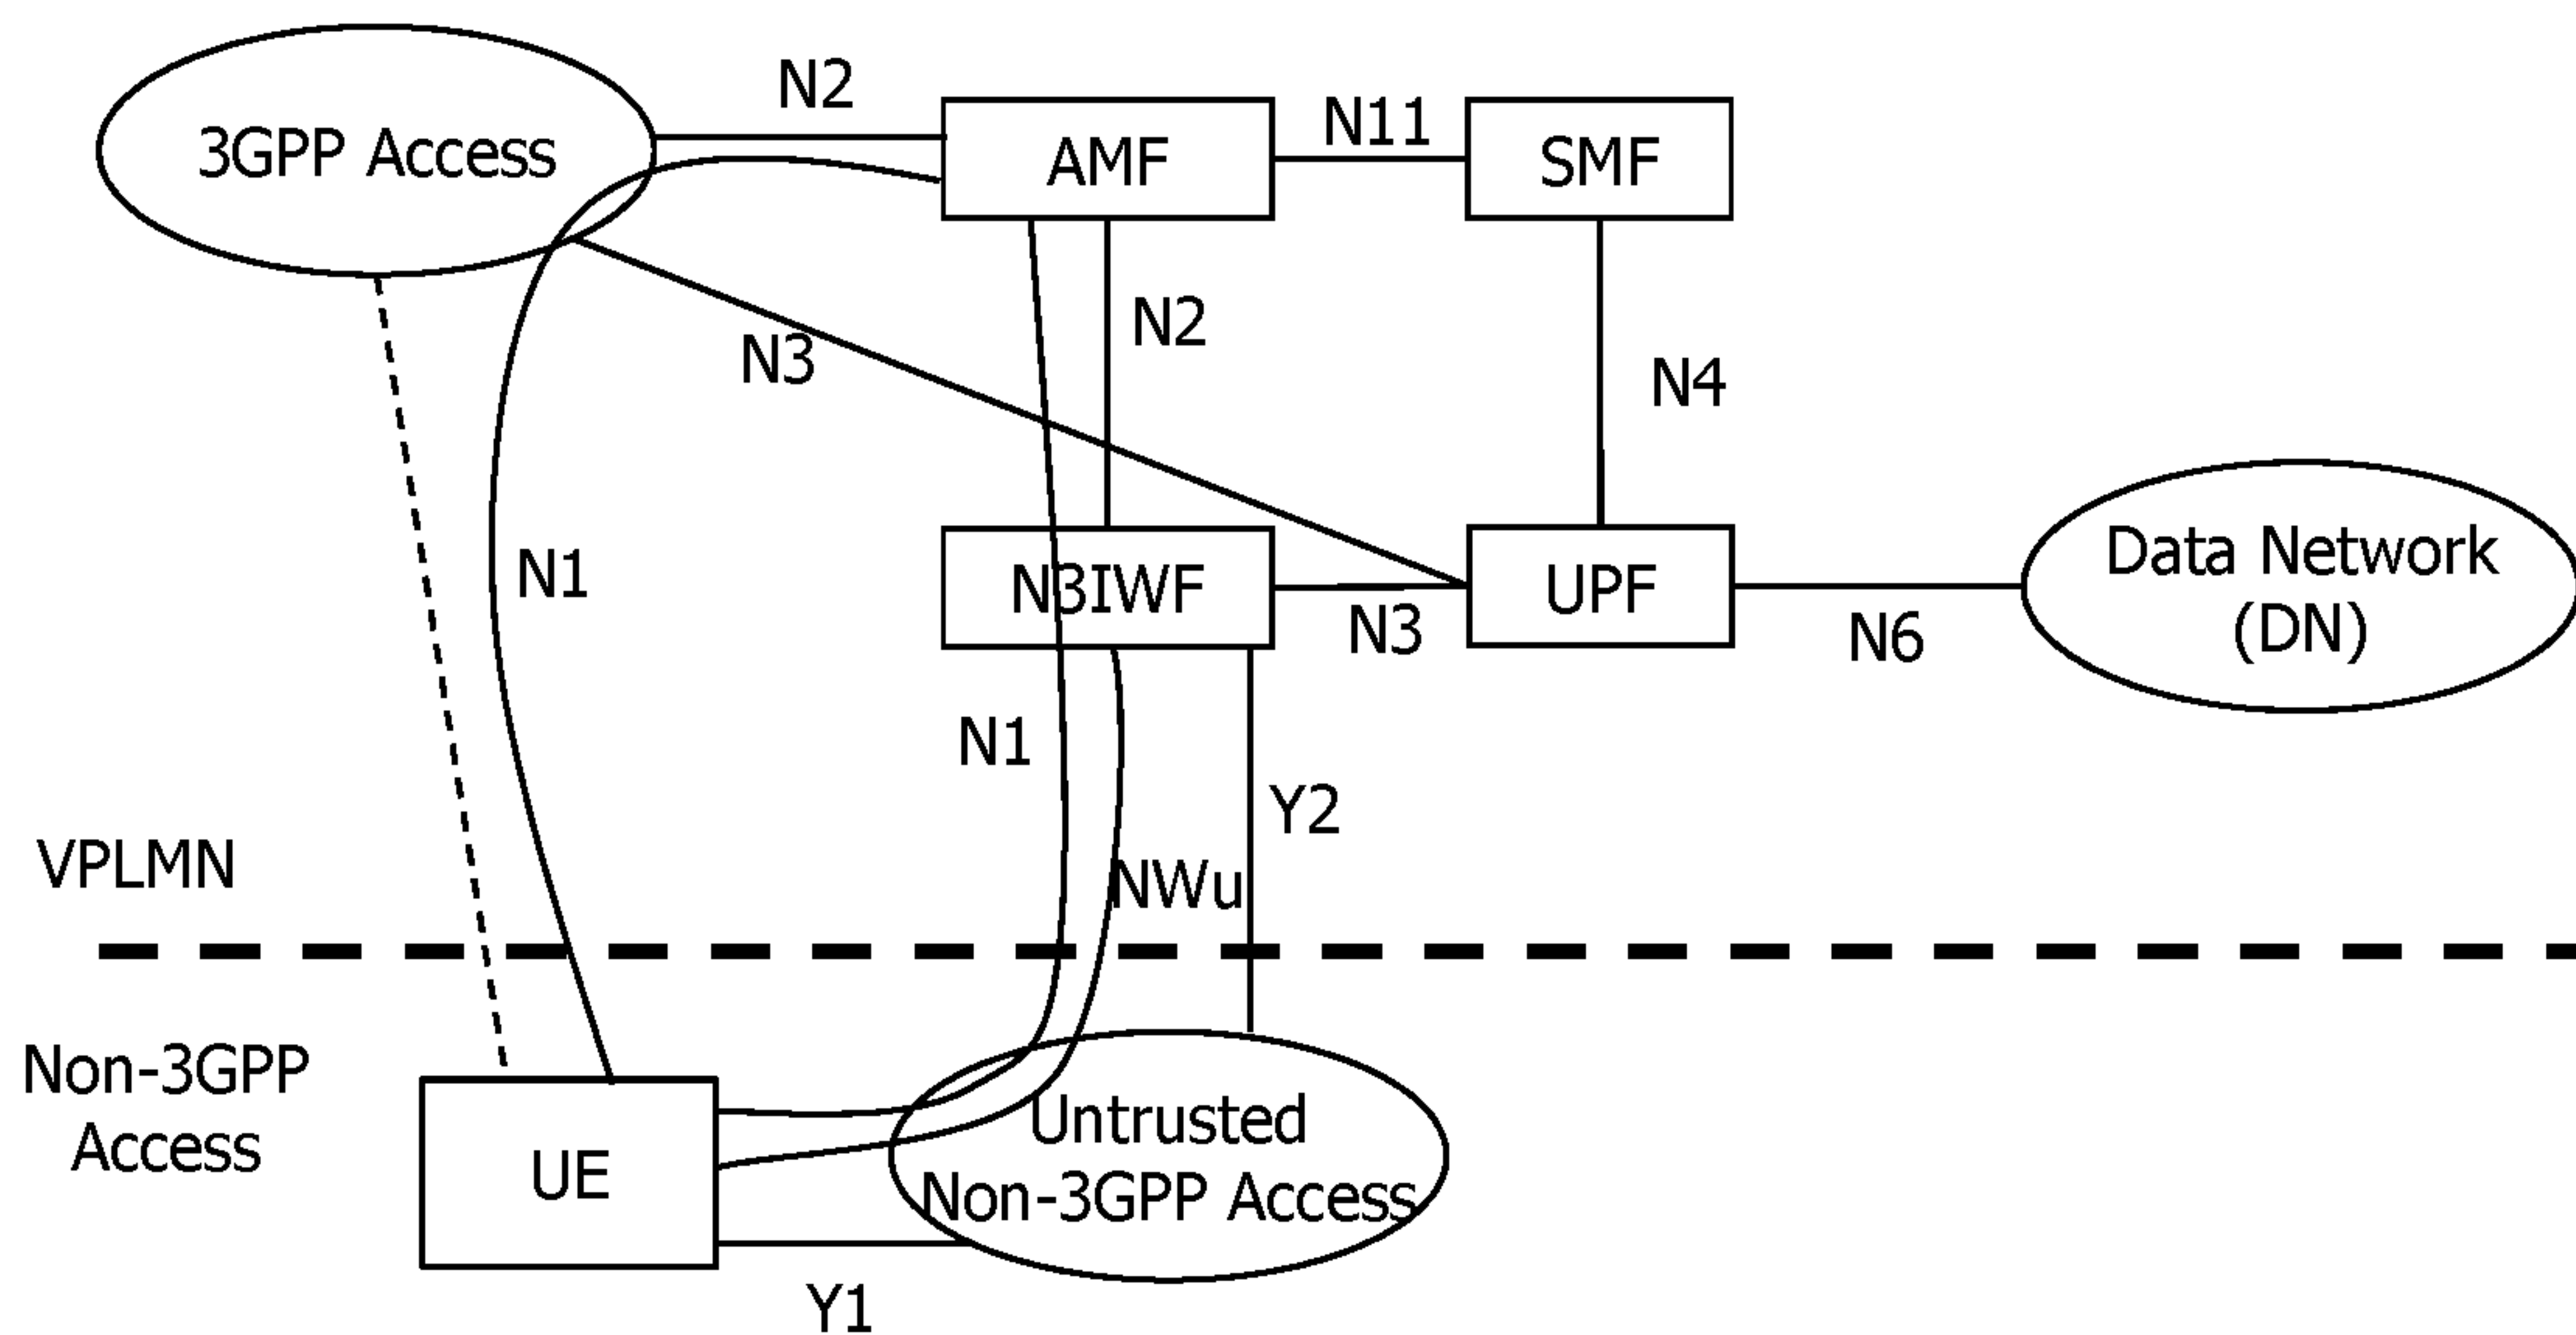 N2
3GPP Access
AMF
N11
SMF
N2
N3
N4
N1
N3IWF
N3
UPF
N6
Data Network
(DN)
N1
Y2
VPLMN
NWu
Non-3GPP
Access
UE
Untrusted
Non-3GPP Access
Y1